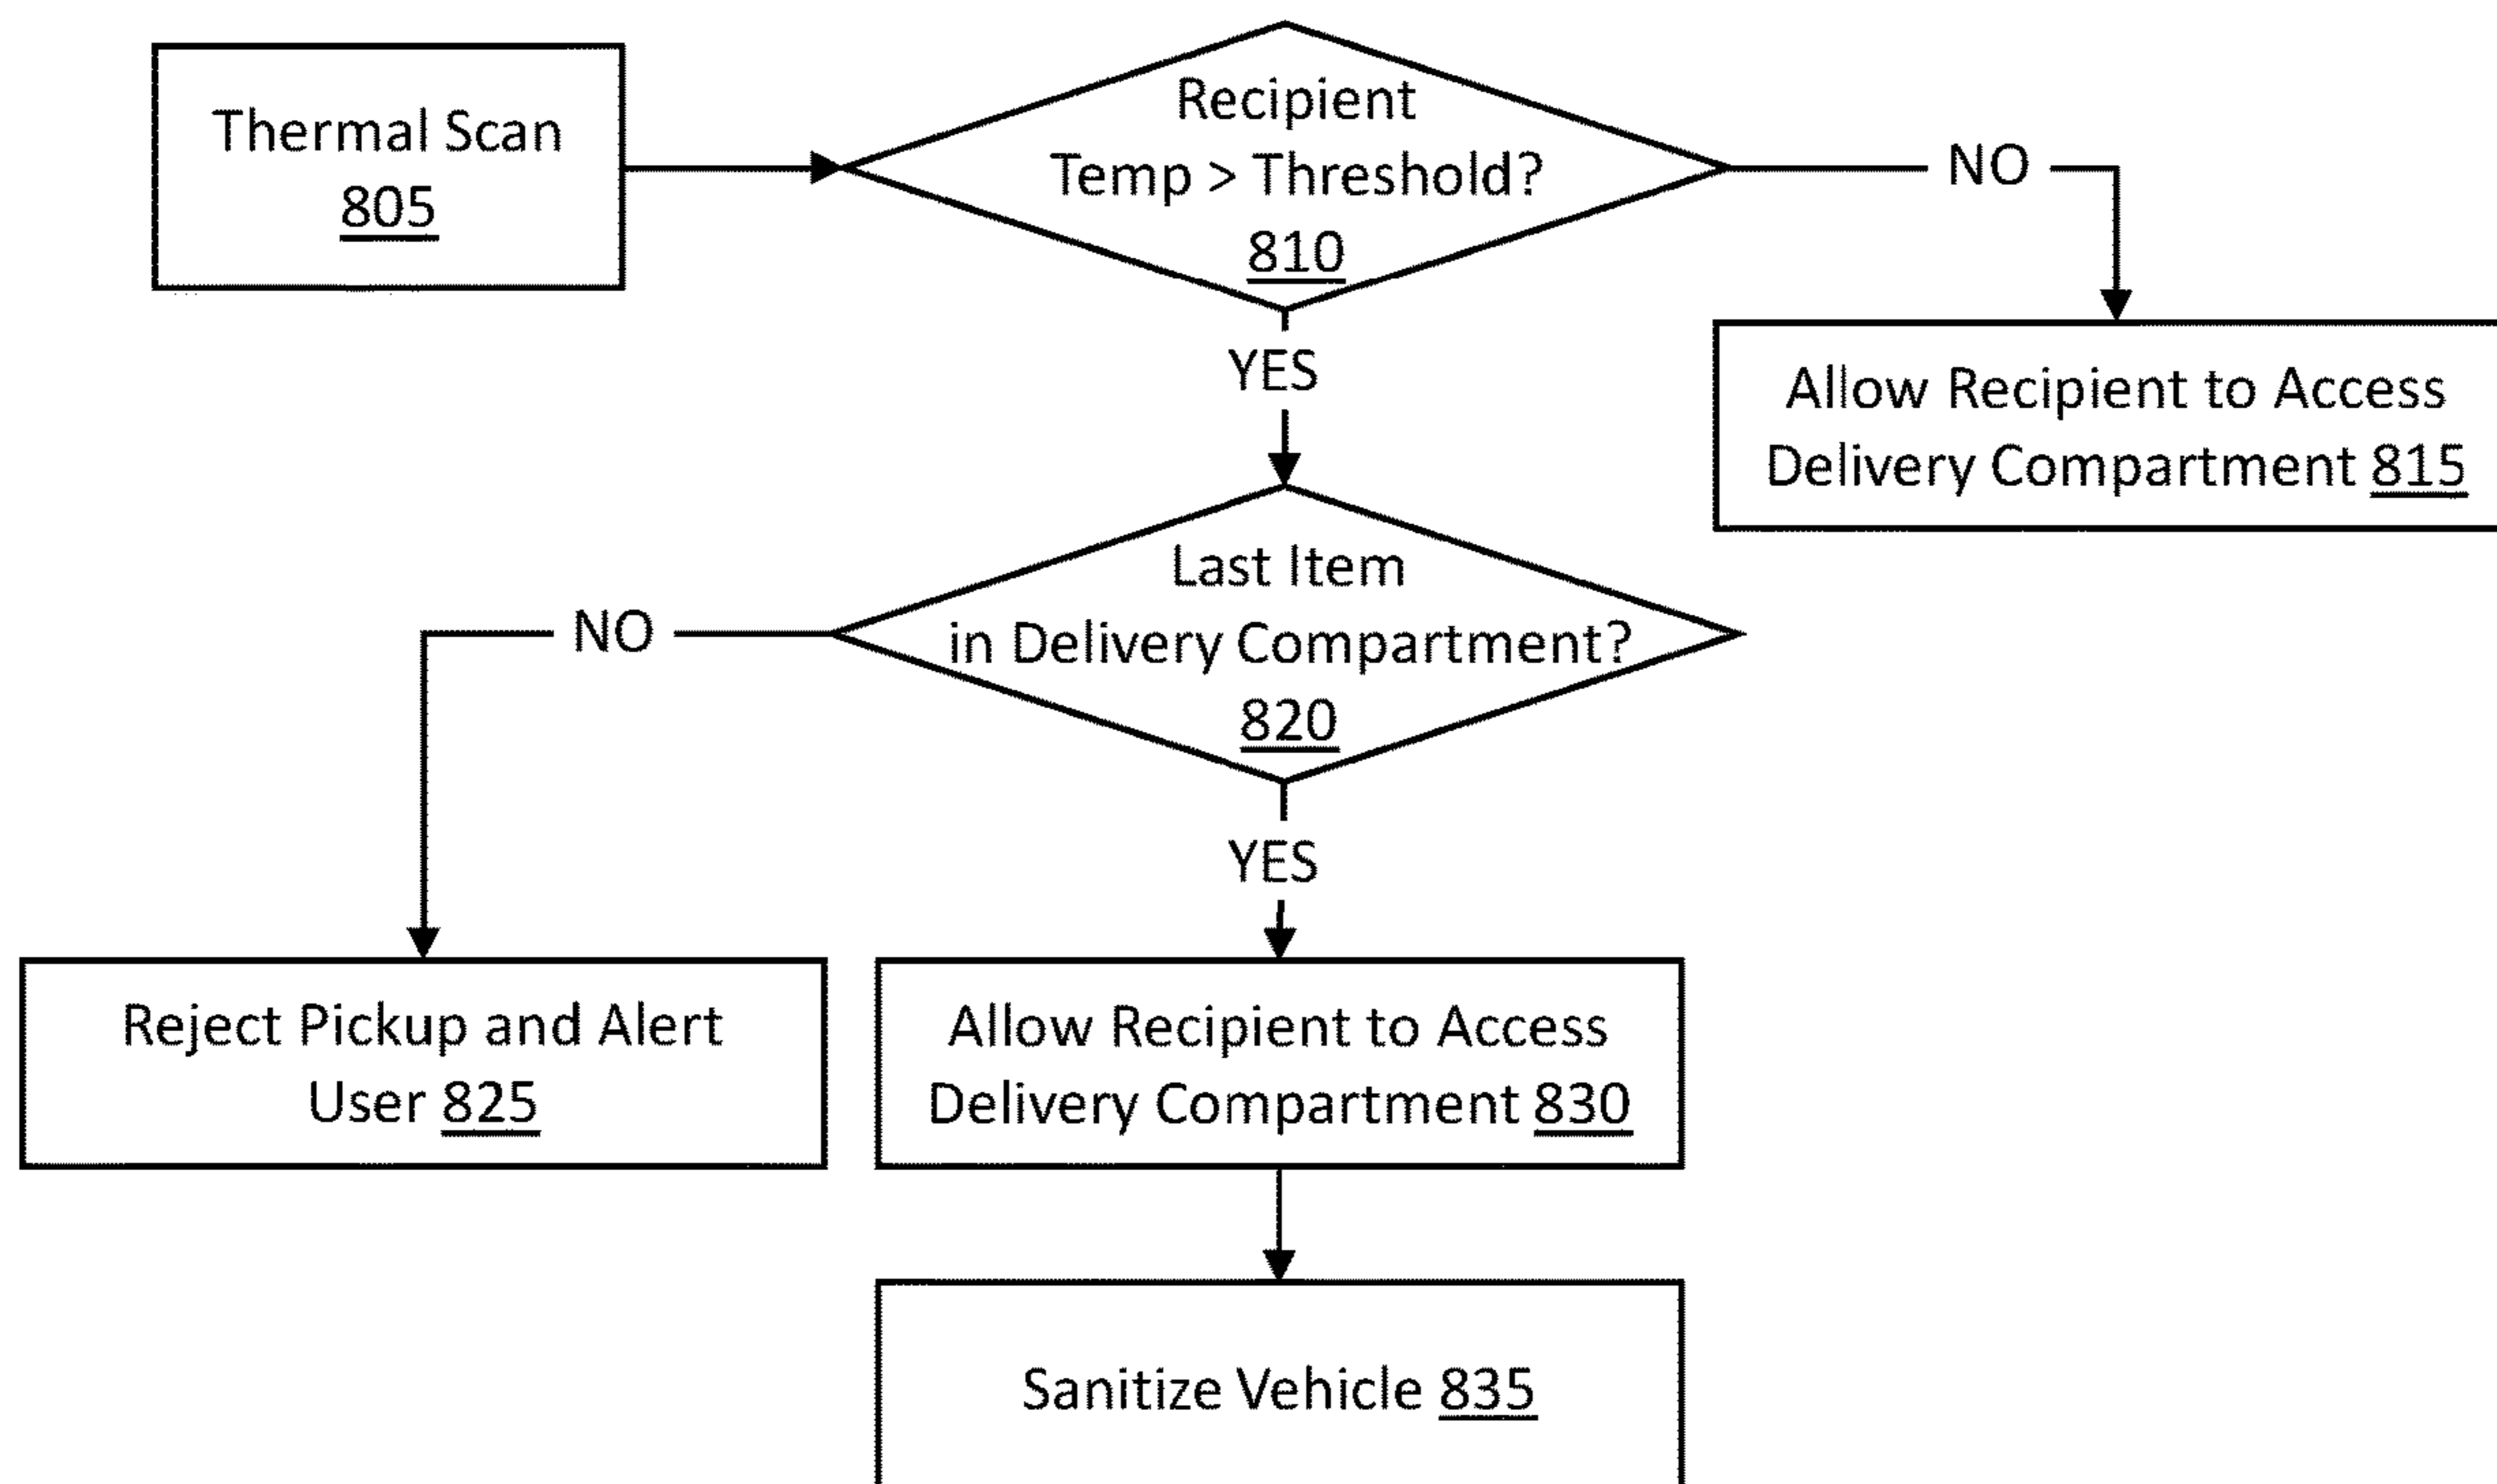 Thermal Scan
805
Recipient
Temp > Threshold?
810
NO
YES
Allow Recipient to Access
Delivery Compartment 815
Last Item
in Delivery Compartment?
820
NO
YES
Reject Pickup and Alert
User 825
Allow Recipient to Access
Delivery Compartment 830
Sanitize Vehicle 835